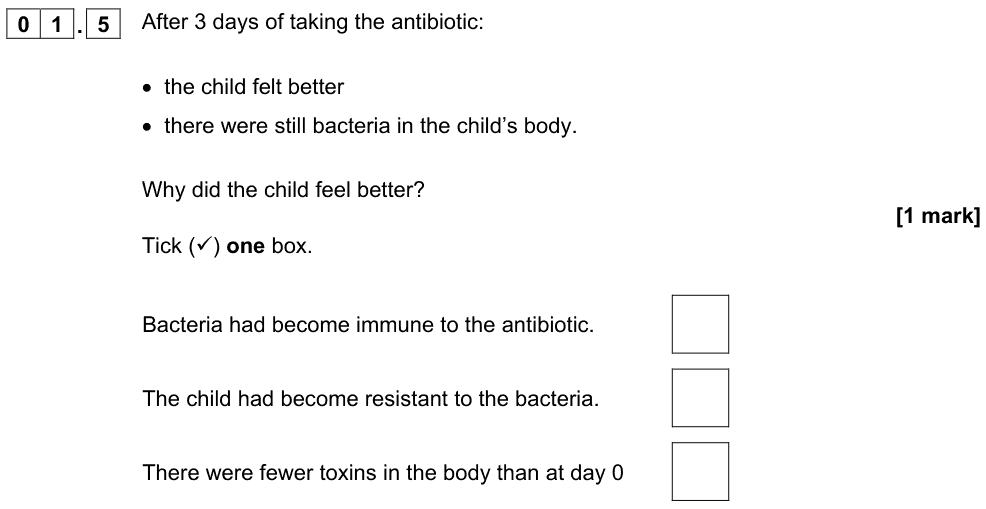 0 1 . 5 After 3 days of taking the antibiotic:
• the child felt better
• there were still bacteria in the child’s body.
Why did the child feel better?
[1 mark]
Tick (✓) one box.
Bacteria had become immune to the antibiotic.
The child had become resistant to the bacteria.
There were fewer toxins in the body than at day 0